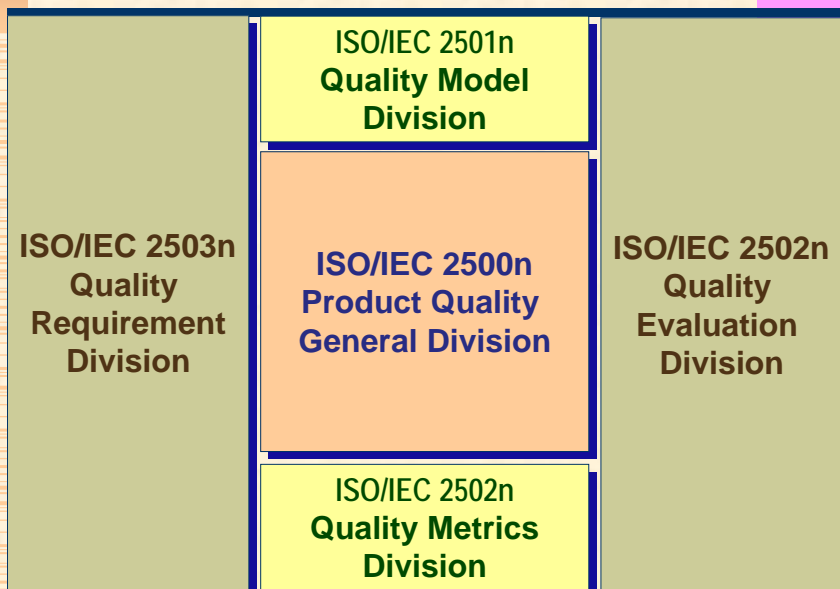 ISO/IEC 2501n
Quality Model
Division
ISO/IEC 2503n
Quality
Requirement
Division
ISO/IEC 2500n
Product Quality
General Division
ISO/IEC 2502n
Quality
Evaluation
Division
ISO/IEC 2502n
Quality Metrics
Division